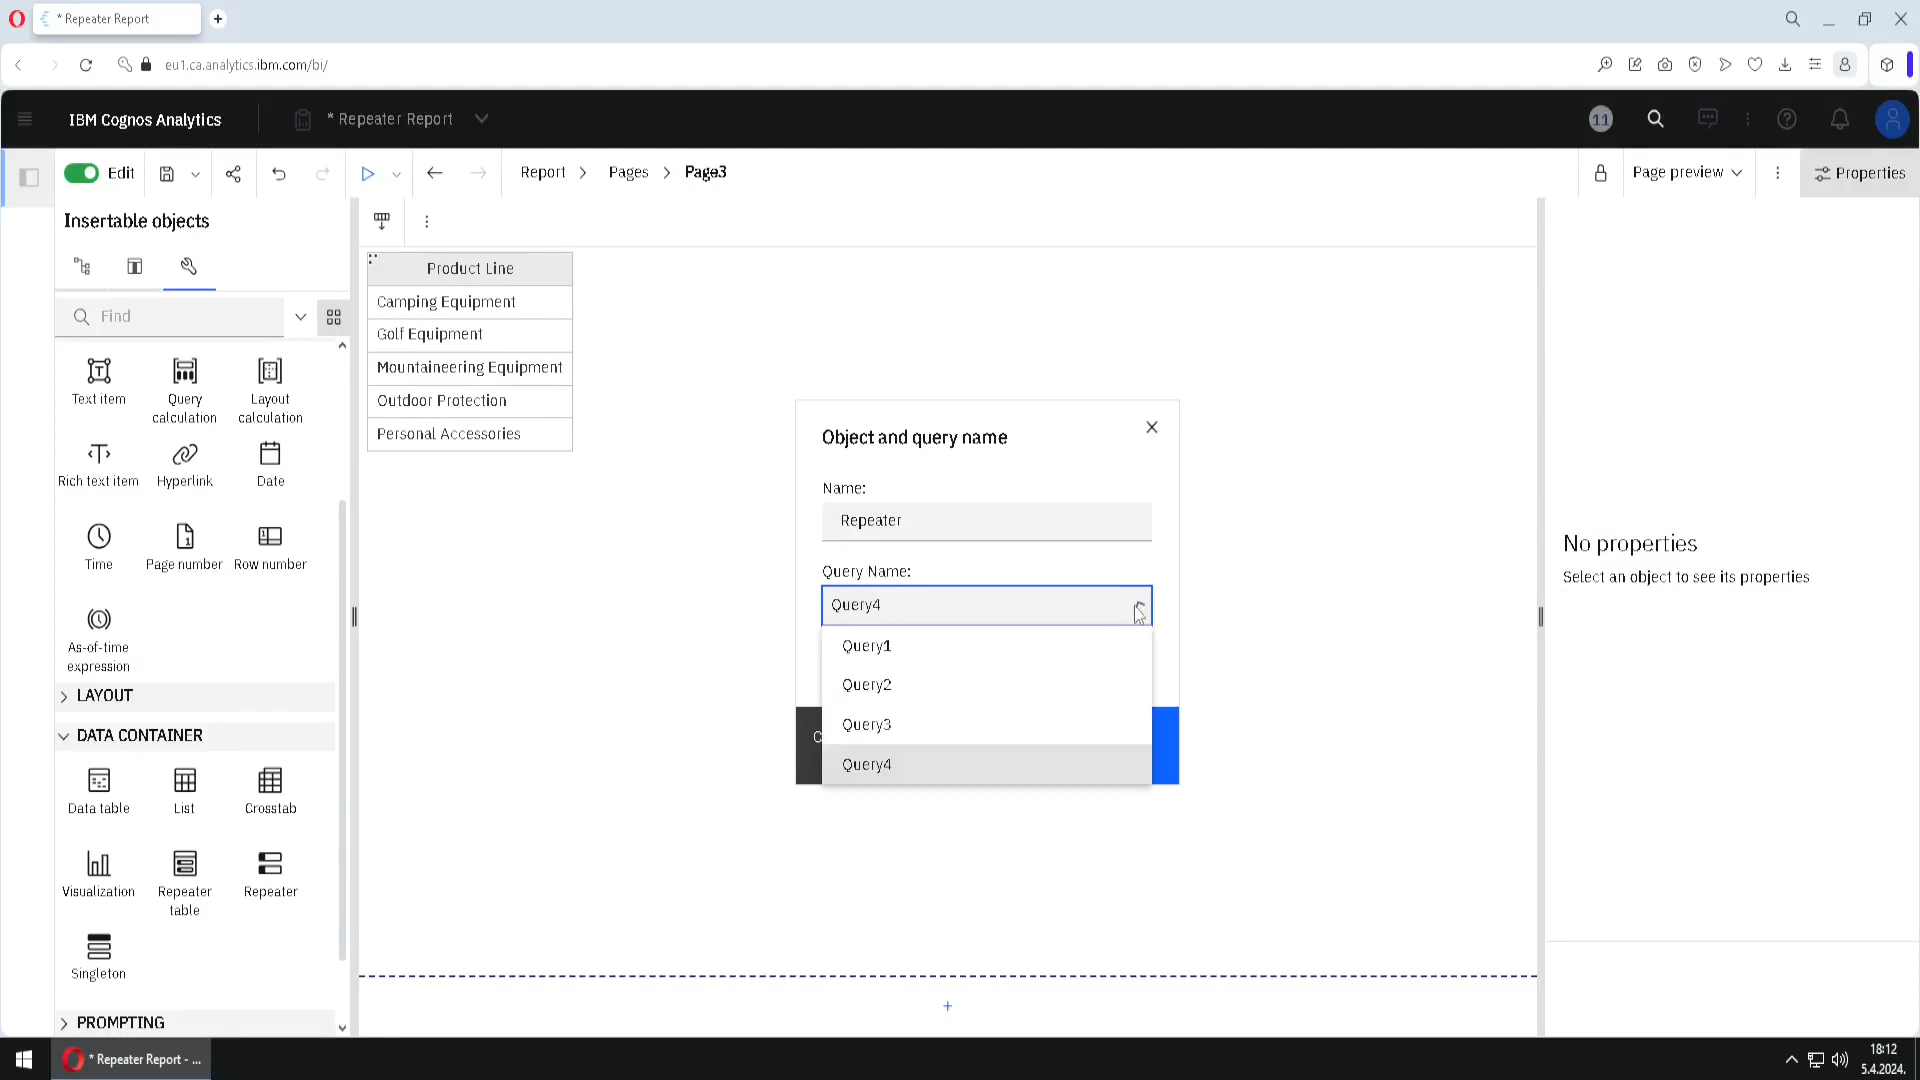 * Repeater Report
eu1.ca.analytics.ibm.com/bi/
IBM Cognos Analytics
* Repeater Report
11
Edit
Report
Pages
Page3
Page preview
Properties
Insertable objects
Find
Text item
Query calculation
Layout calculation
Rich text item
Hyperlink
Date
Time
Page number
Row number
As-of-time expression
LAYOUT
DATA CONTAINER
Data table
List
Crosstab
Visualization
Repeater table
Repeater
Singleton
PROMPTING
Product Line
Camping Equipment
Golf Equipment
Mountaineering Equipment
Outdoor Protection
Personal Accessories
Object and query name
Name:
Repeater
Query Name:
Query4
Query1
Query2
Query3
Query4
No properties
Select an object to see its properties
* Repeater Report - ...
18:12
5.4.2024.